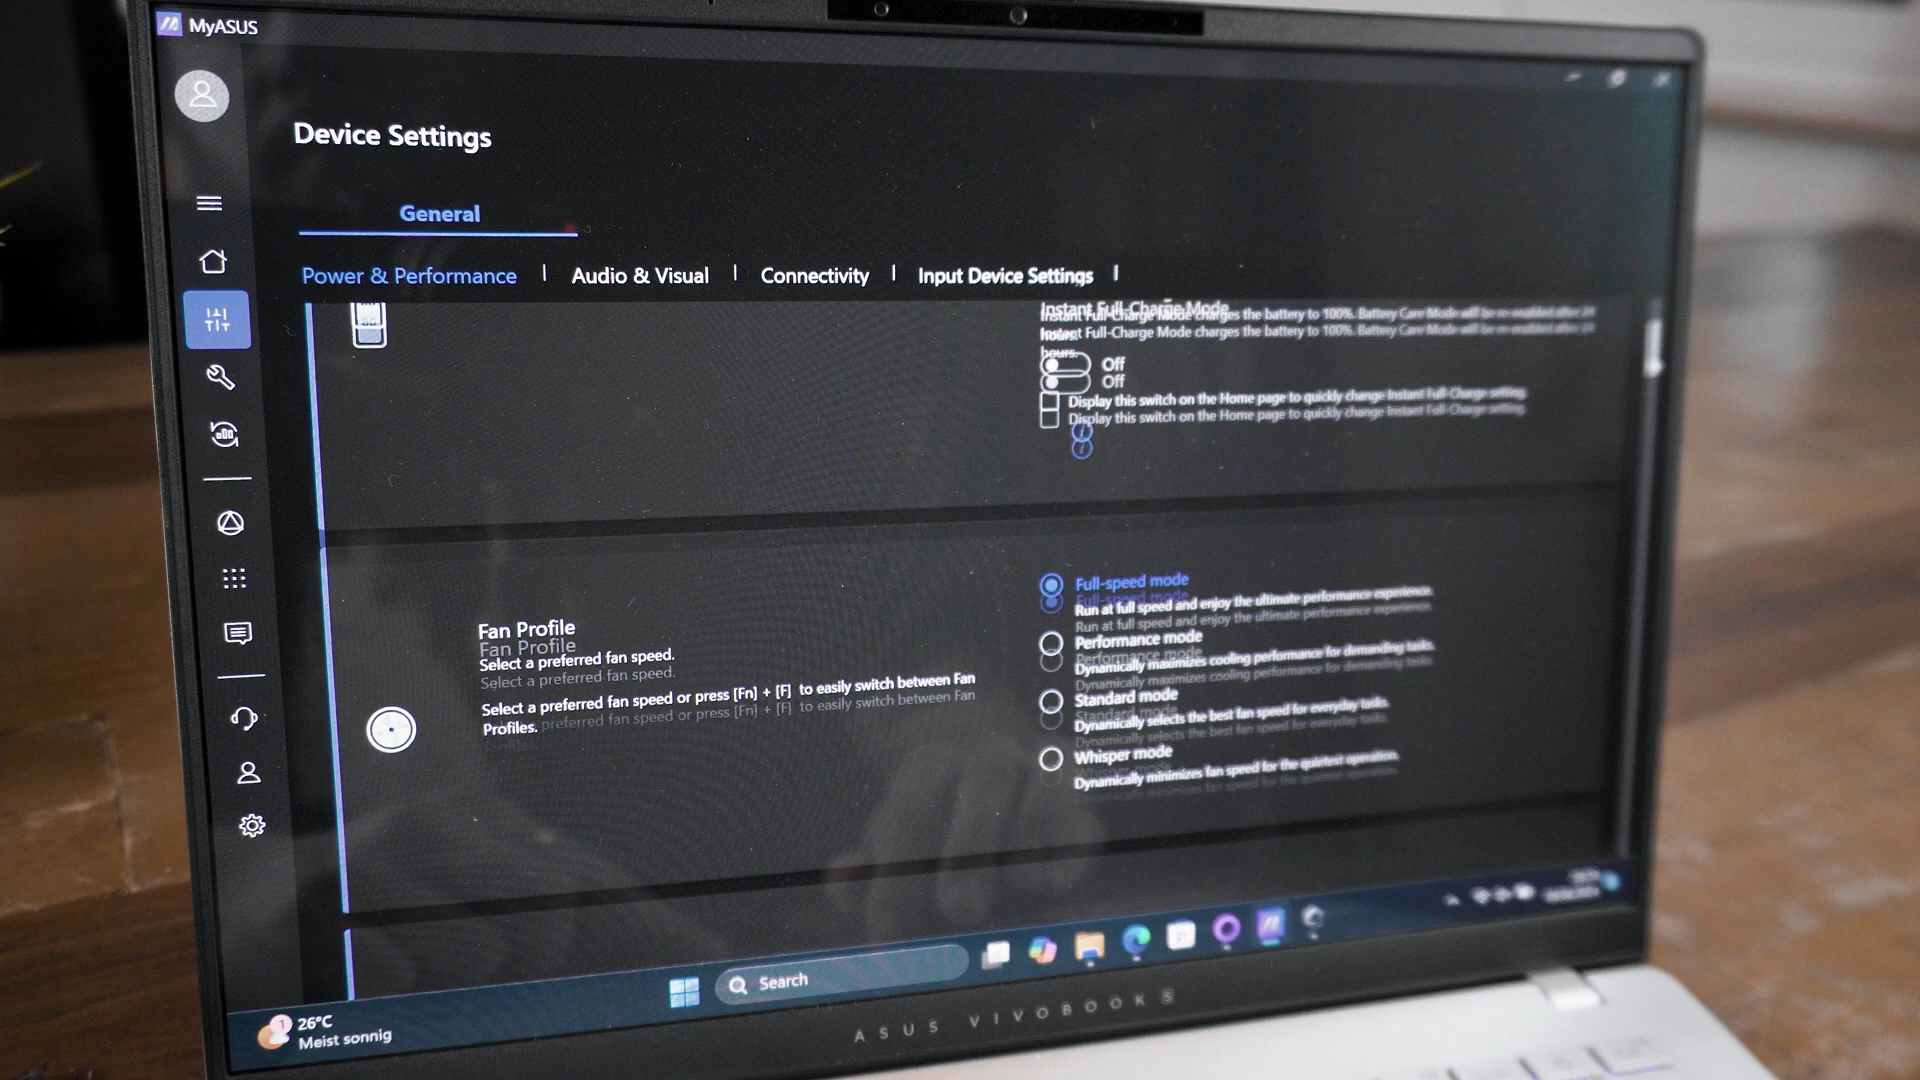 MyASUS
Device Settings
General
Power & Performance | Audio & Visual | Connectivity | Input Device Settings |
Instant Full-Charge Mode
Instant Full-Charge Mode charges the battery to 100%. Battery Care Mode will be re-enabled after 24
hours.
Off
Display this switch on the Home page to quickly change Instant Full-Charge setting.
Fan Profile
Select a preferred fan speed.
Select a preferred fan speed or press [Fn] + [F] to easily switch between Fan
Profiles.
Full-speed mode
Run at full speed and enjoy the ultimate performance experience.
Performance mode
Dynamically maximizes cooling performance for demanding tasks.
Standard mode
Dynamically selects the best fan speed for everyday tasks.
Whisper mode
Dynamically minimizes fan speed for the quietest operation.
1
26°C
Meist sonnig
Search
ASUS VIVOBOOK S